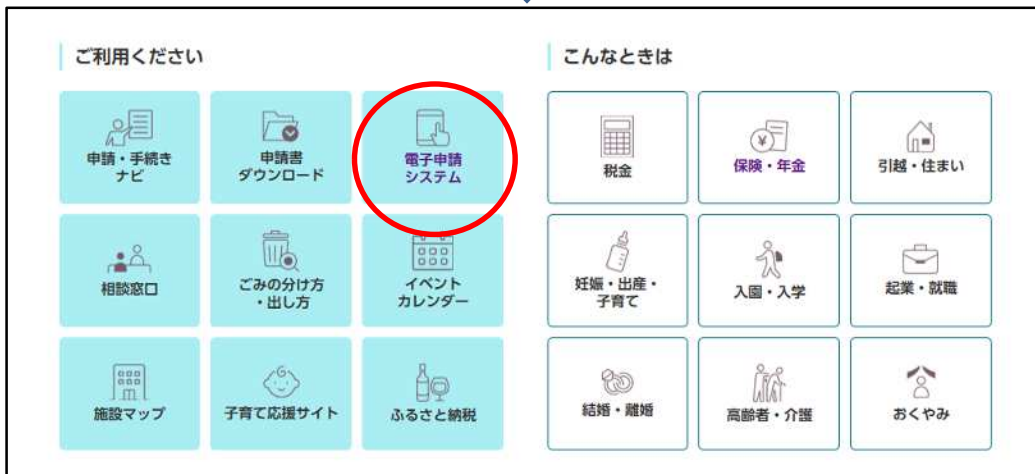 ご利用ください
申請・手続き
ナビ
申請書
ダウンロード
電子申請
システム
相談窓口
ごみの分け方
・出し方
イベント
カレンダー
施設マップ
子育て応援サイト
ふるさと納税
こんなときは
税金
保険・年金
引越・住まい
妊娠・出産・
子育て
入園・入学
起業・就職
結婚・離婚
高齢者・介護
おくやみ